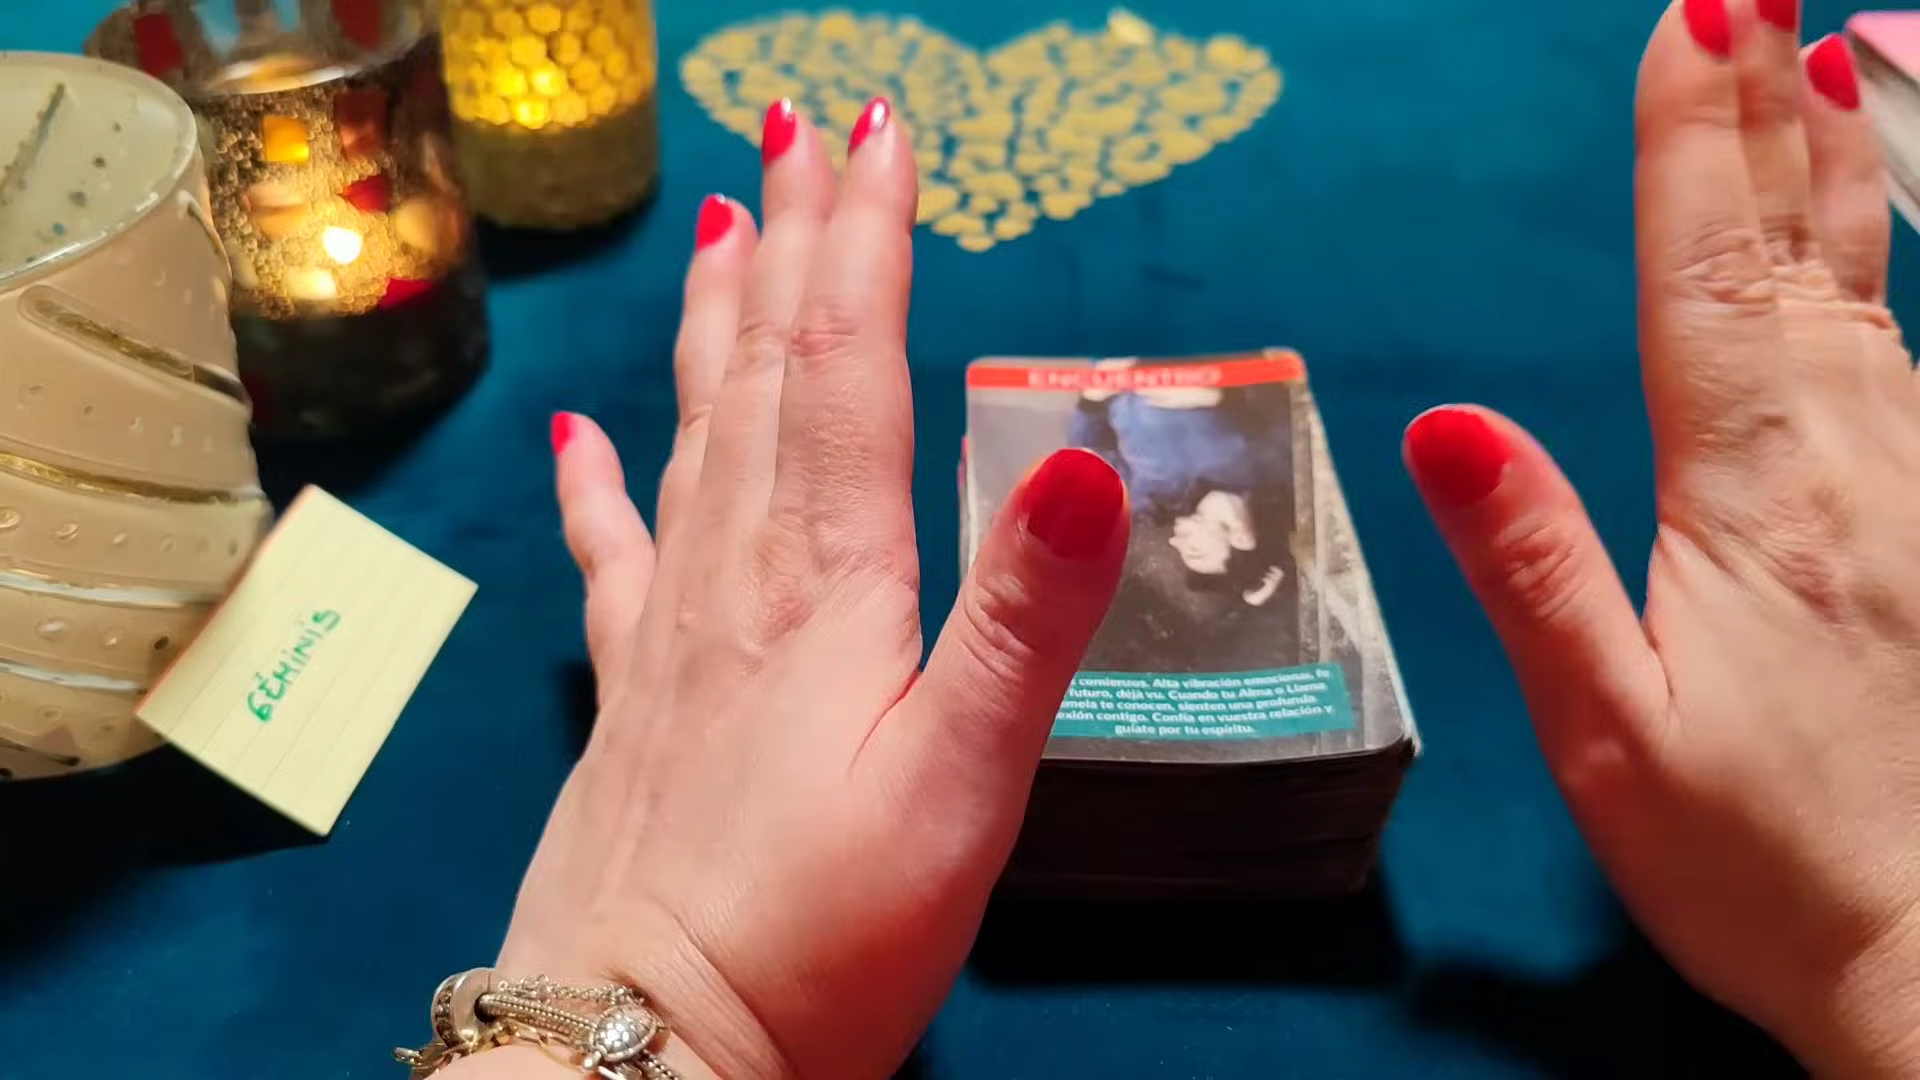 ENCUENTRO
comienzos. Alta vibración emocional, fe
futuro, déjà vu. Cuando tu Alma o Llama
te conocen, sienten una profunda
contigo. Confía en vuestra relación y
guíate por tu espíritu.
GÉMINIS